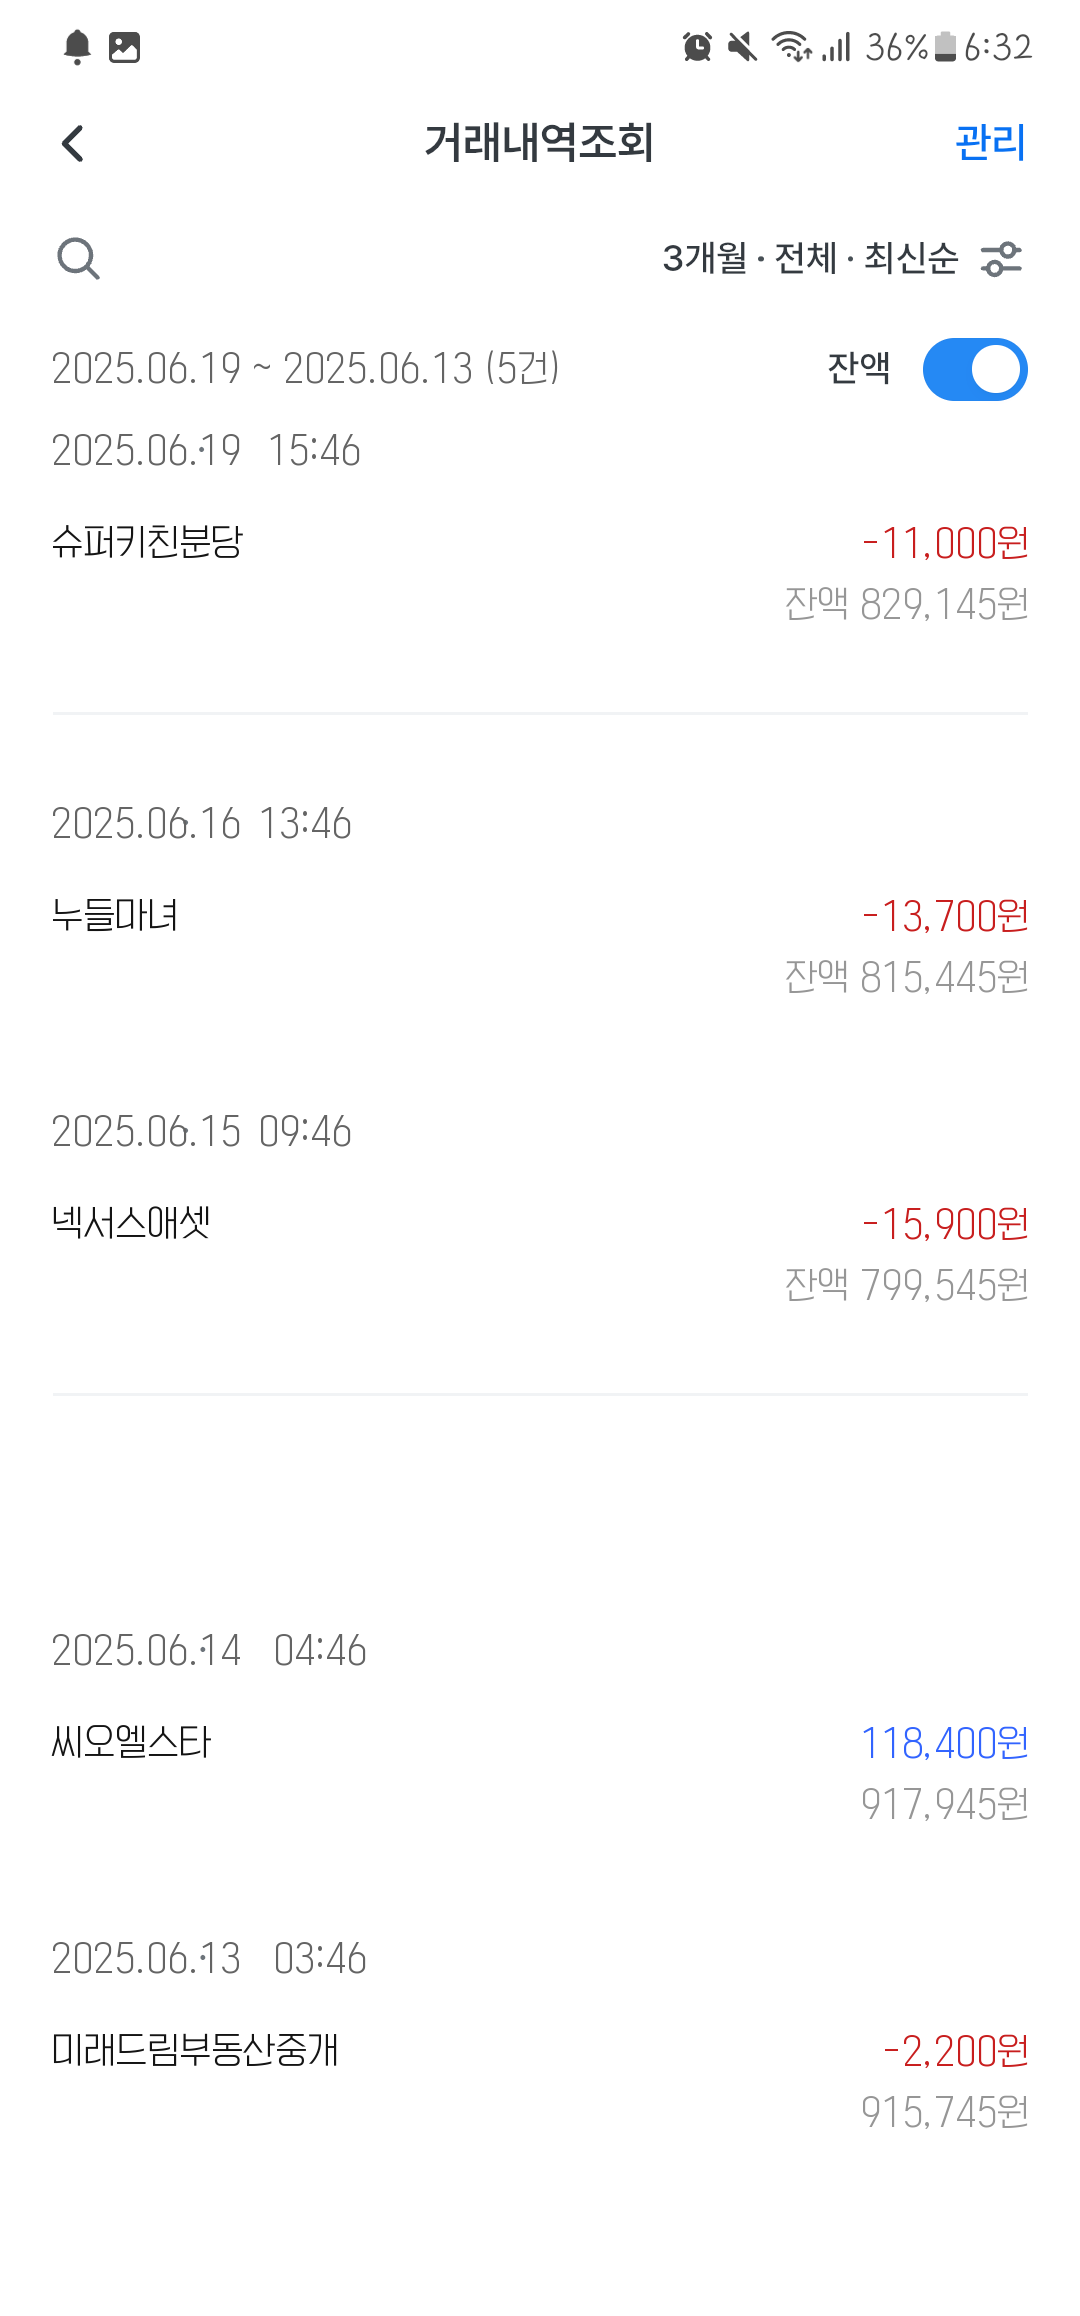 36% 6:32
거래내역조회 관리
3개월 · 전체 · 최신순
2025.06.19 ~ 2025.06.13 (5건) 잔액
2025.06.19 15:46
슈퍼키친분당 -11,000원
잔액 829,145원
2025.06.16 13:46
누들마녀 -13,700원
잔액 815,445원
2025.06.15 09:46
넥서스애셋 -15,900원
잔액 799,545원
2025.06.14 04:46
씨오엘스타 118,400원
917,945원
2025.06.13 03:46
미래드림부동산중개 -2,200원
915,745원